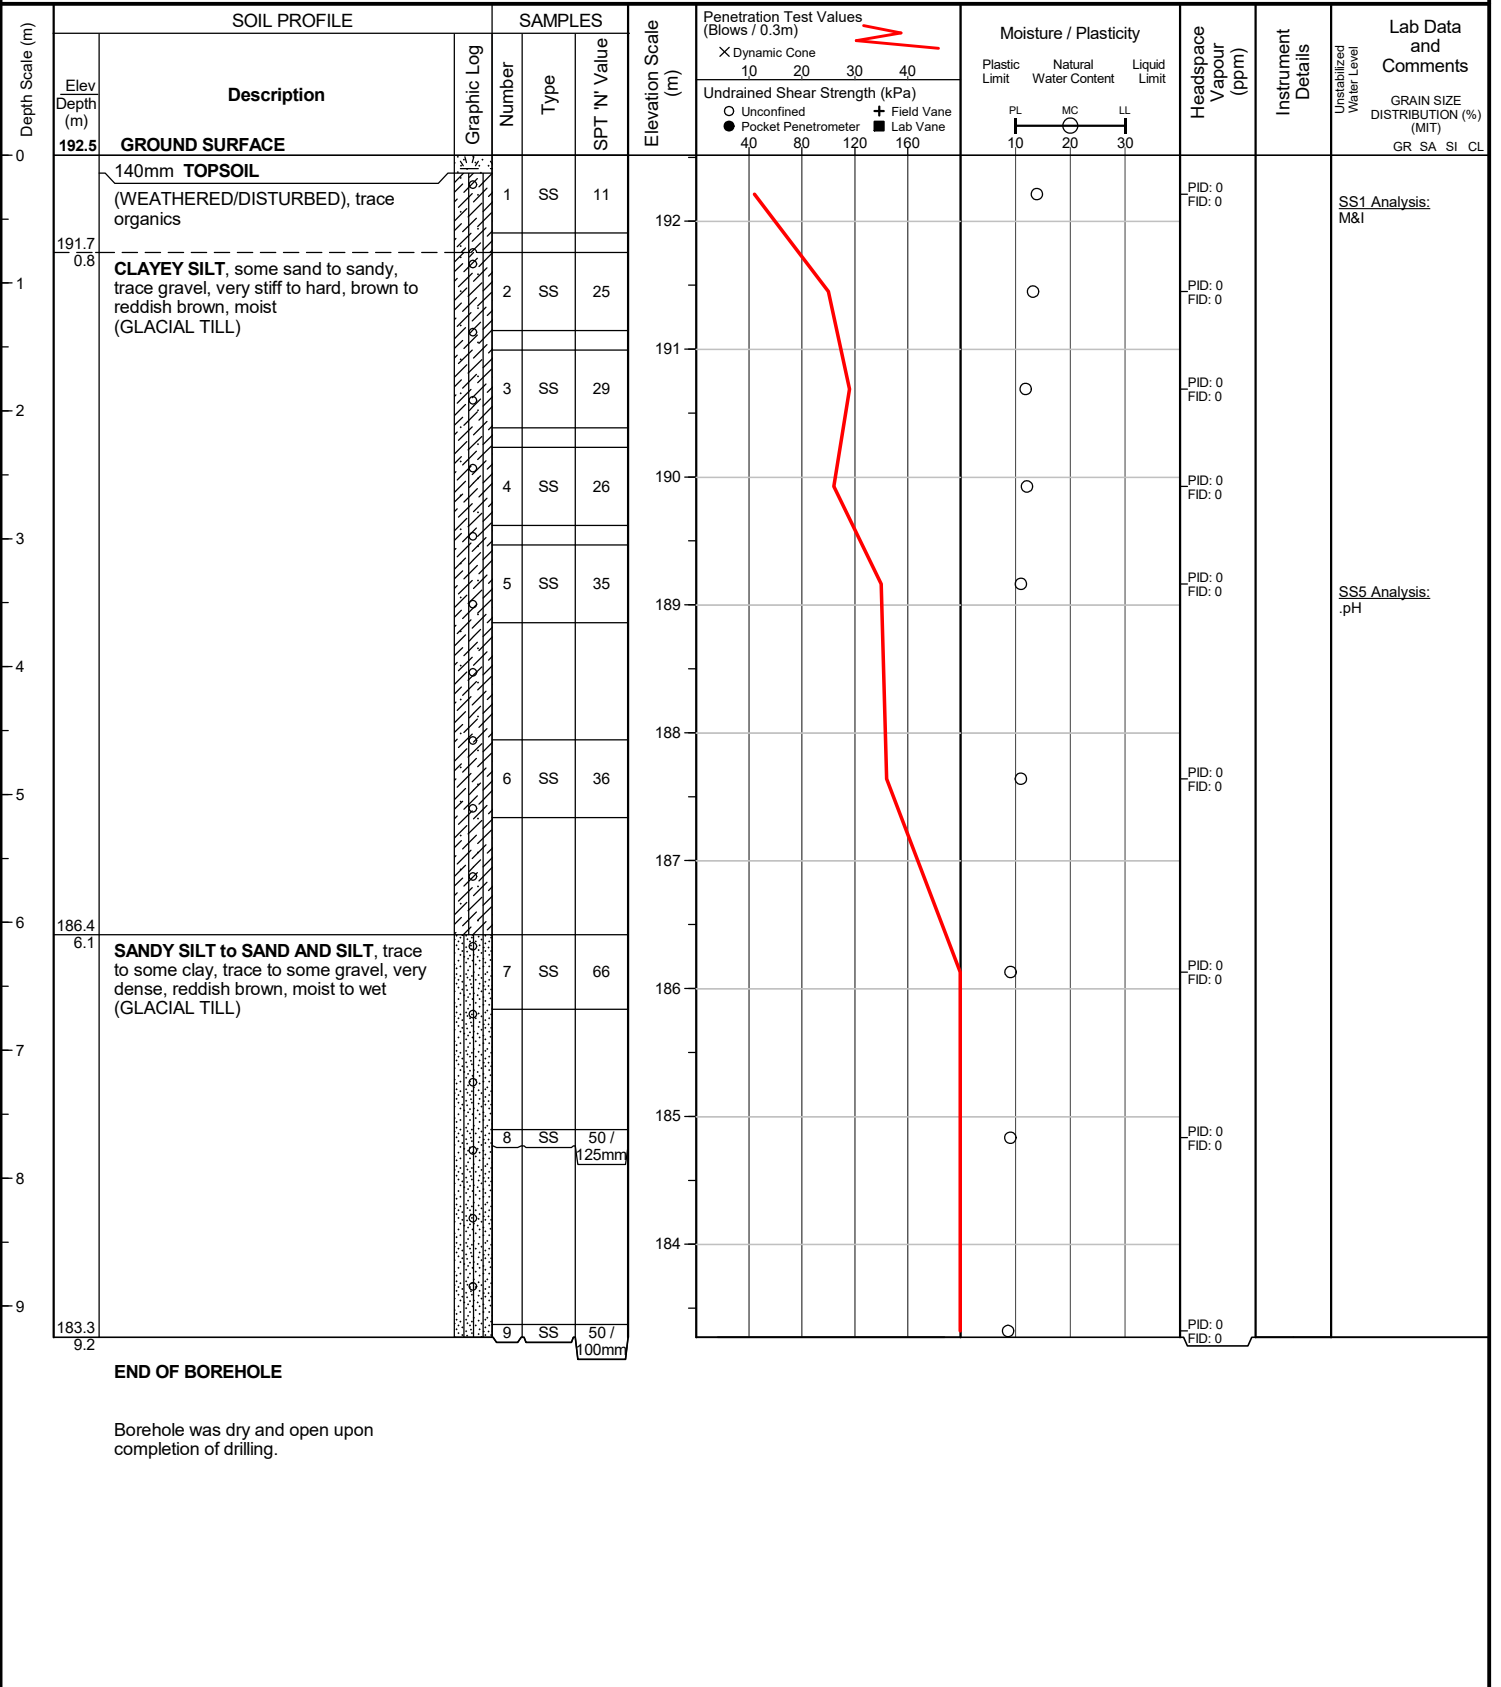 SOIL PROFILE
SAMPLES
Depth Scale (m)
Elev
Depth
(m)
Description
Graphic Log
Number
Type
SPT 'N' Value
Elevation Scale
(m)
Penetration Test Values
(Blows / 0.3m)
× Dynamic Cone
10 20 30 40
Undrained Shear Strength (kPa)
Unconfined
Field Vane
Pocket Penetrometer
Lab Vane
40 80 120 160
Moisture / Plasticity
Plastic
Limit
Natural
Water Content
Liquid
Limit
PL MC LL
10 20 30
Headspace
Vapour
(ppm)
Instrument
Details
Unstabilized
Water Level
Lab Data
and
Comments
GRAIN SIZE
DISTRIBUTION (%)
(MIT)
GR SA SI CL
192.5 GROUND SURFACE
0
140mm TOPSOIL
(WEATHERED/DISTURBED), trace
organics
1 SS 11
PID: 0
FID: 0
SS1 Analysis:
M&I
192
191.7
0.8
CLAYEY SILT, some sand to sandy,
trace gravel, very stiff to hard, brown to
reddish brown, moist
(GLACIAL TILL)
1
2 SS 25
PID: 0
FID: 0
191
3 SS 29
PID: 0
FID: 0
2
190
4 SS 26
PID: 0
FID: 0
3
5 SS 35
PID: 0
FID: 0
SS5 Analysis:
.pH
189
4
188
6 SS 36
PID: 0
FID: 0
5
187
6
186.4
6.1
SANDY SILT to SAND AND SILT, trace
to some clay, trace to some gravel, very
dense, reddish brown, moist to wet
(GLACIAL TILL)
7 SS 66
PID: 0
FID: 0
186
7
185
8 SS 50 /
125mm
PID: 0
FID: 0
8
184
9
183.3
9.2
9 SS 50 /
100mm
PID: 0
FID: 0
END OF BOREHOLE
Borehole was dry and open upon
completion of drilling.